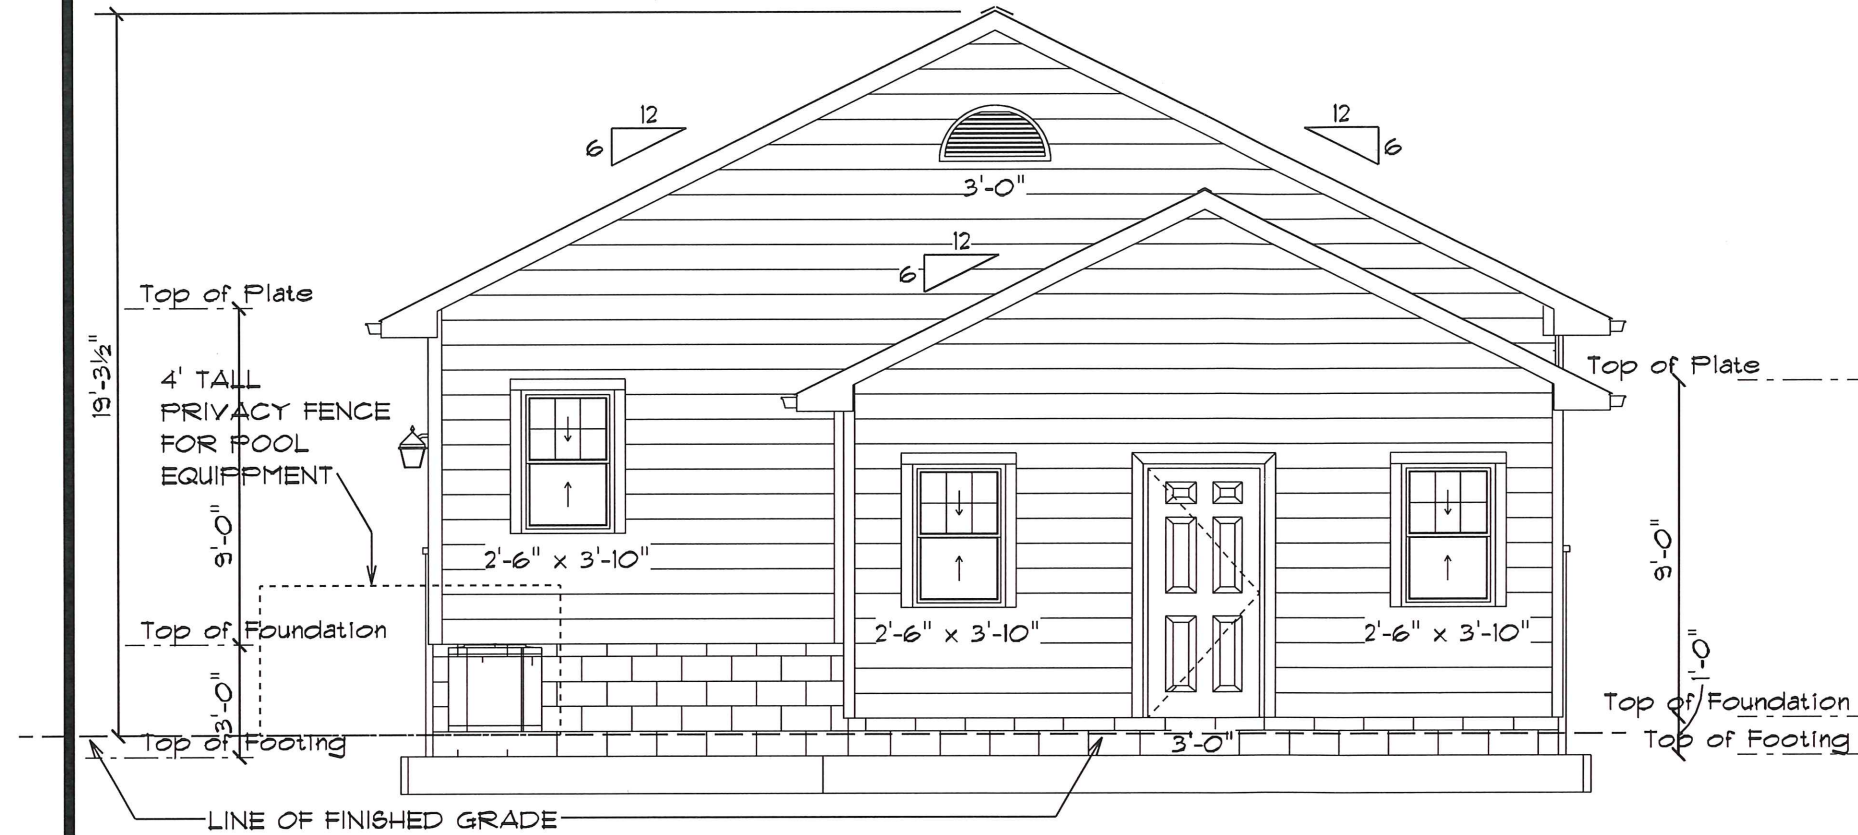 12
6
12
6
3'-0"
12
6
Top of Plate
19'-3½"
4' TALL
PRIVACY FENCE
FOR POOL
EQUIPPMENT
Top of Plate
9'-0"
2'-6" x 3'-10"
9'-0"
Top of Foundation
2'-6" x 3'-10"
2'-6" x 3'-10"
1'-0"
3'-0"
Top of Foundation
Top of Footing
3'-0"
Top of Footing
LINE OF FINISHED GRADE